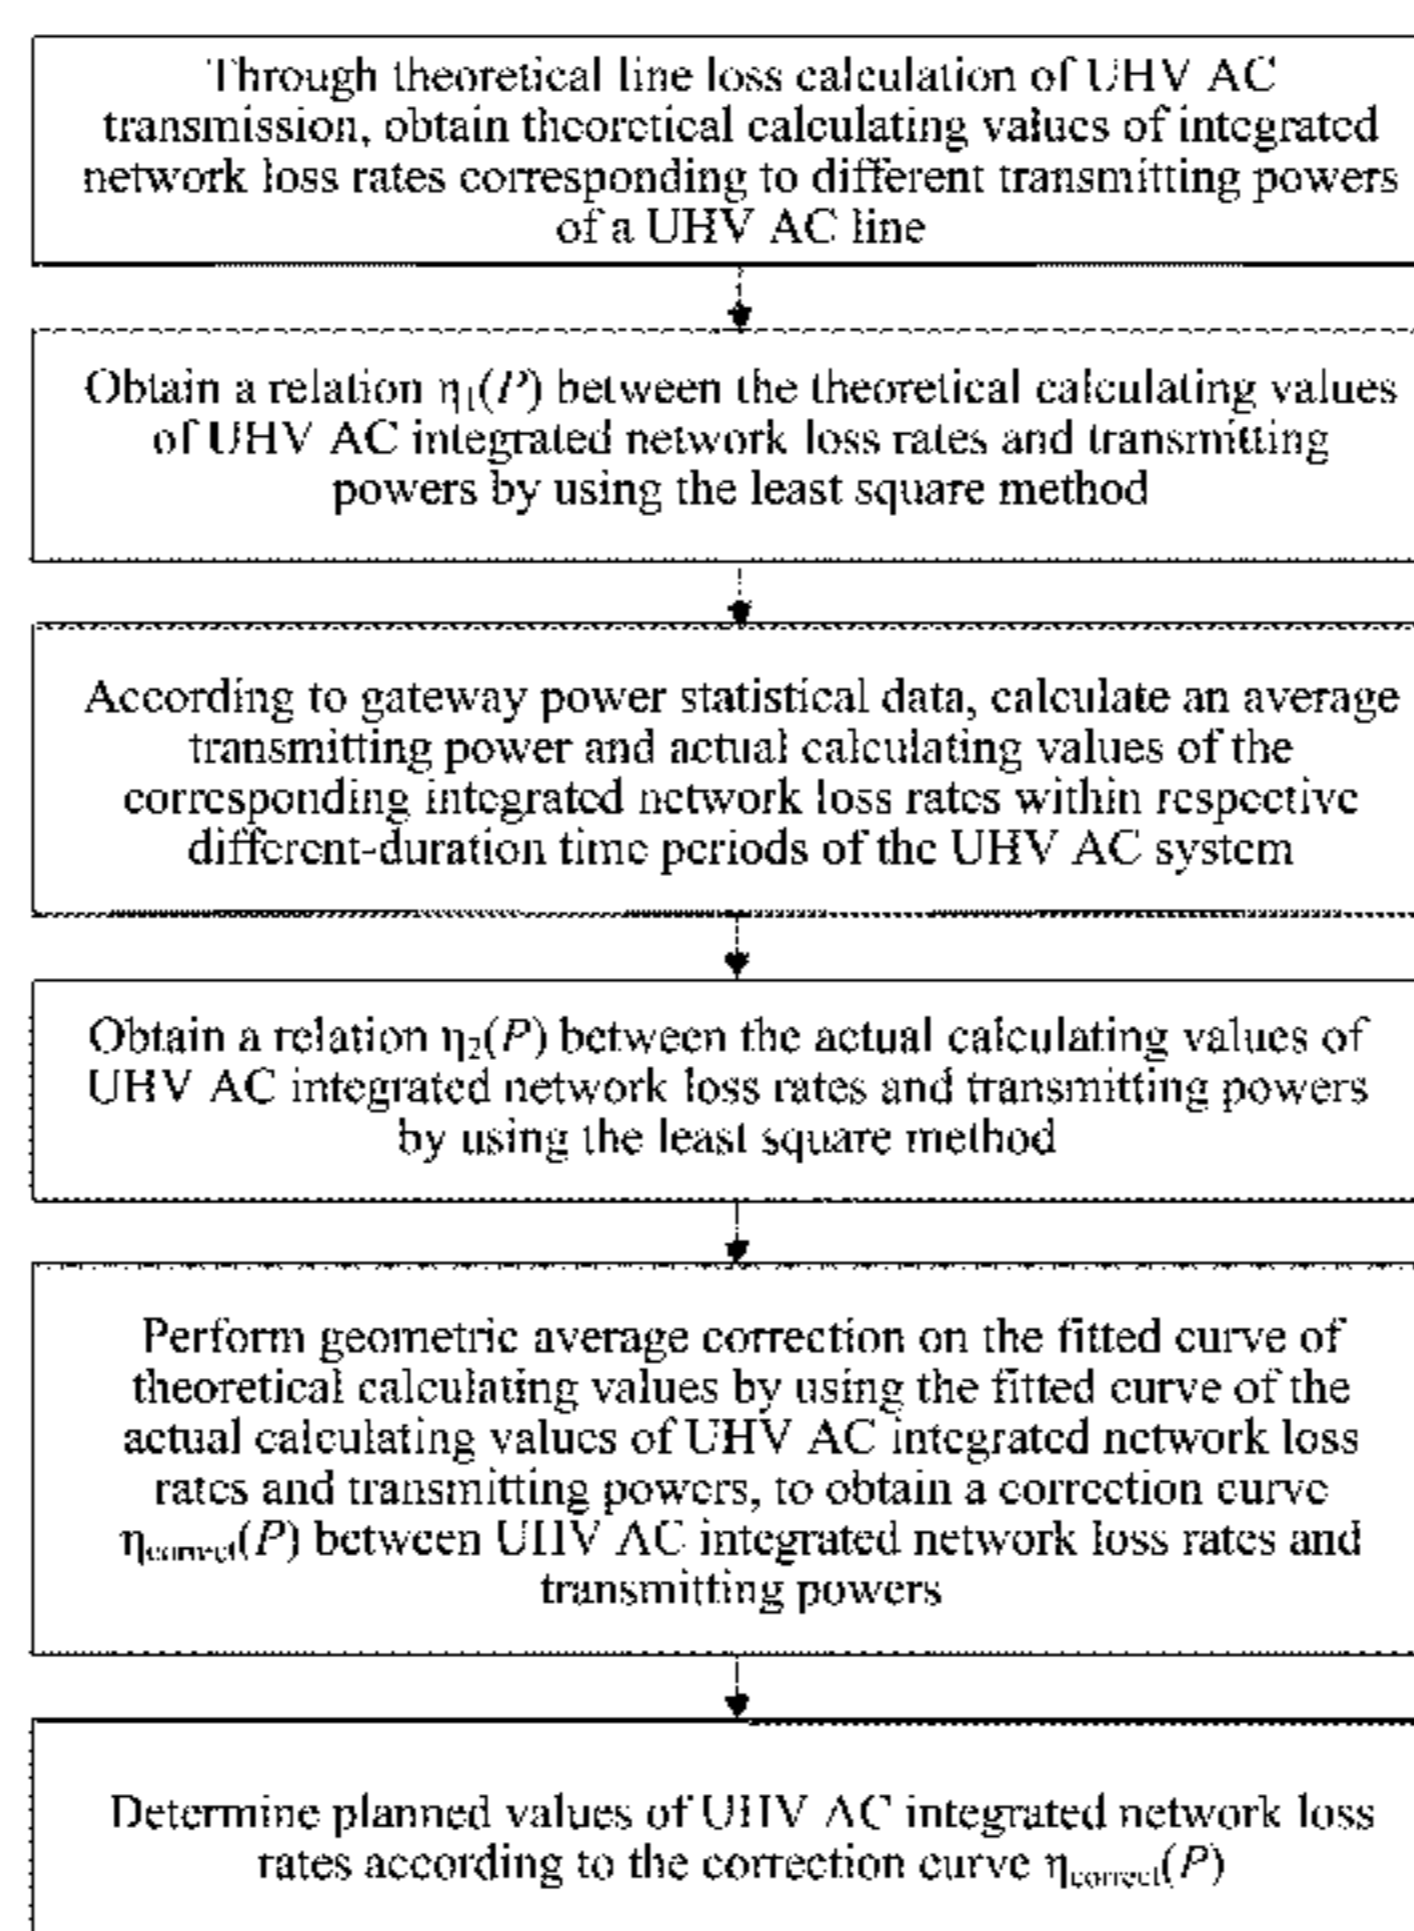 Through theoretical line loss calculation of UHV AC
transmission, obtain theoretical calculating values of integrated
network loss rates corresponding to different transmitting powers
of a UHV AC line
Obtain a relation η₁(P) between the theoretical calculating values
of UHV AC integrated network loss rates and transmitting
powers by using the least square method
According to gateway power statistical data, calculate an average
transmitting power and actual calculating values of the
corresponding integrated network loss rates within respective
different-duration time periods of the UHV AC system
Obtain a relation η₂(P) between the actual calculating values of
UHV AC integrated network loss rates and transmitting powers
by using the least square method
Perform geometric average correction on the fitted curve of
theoretical calculating values by using the fitted curve of the
actual calculating values of UHV AC integrated network loss
rates and transmitting powers, to obtain a correction curve
ηcorrect(P) between UHV AC integrated network loss rates and
transmitting powers
Determine planned values of UHV AC integrated network loss
rates according to the correction curve ηcorrect(P)